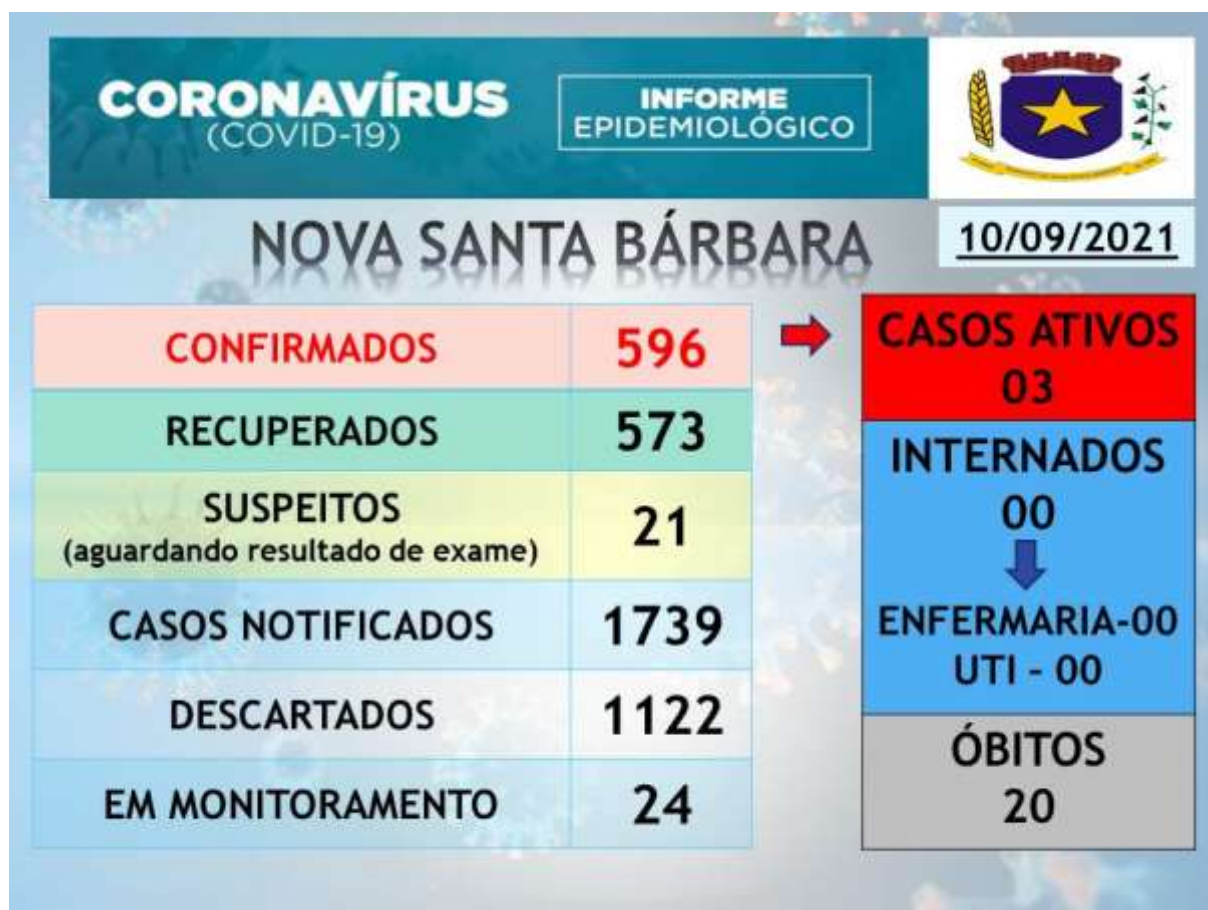 CORONAVÍRUS
(COVID-19)
INFORME
EPIDEMIOLÓGICO
NOVA SANTA BÁRBARA
10/09/2021
CONFIRMADOS 596
RECUPERADOS 573
SUSPEITOS
(aguardando resultado de exame) 21
CASOS NOTIFICADOS 1739
DESCARTADOS 1122
EM MONITORAMENTO 24
CASOS ATIVOS
03
INTERNADOS
00
ENFERMARIA-00
UTI - 00
ÓBITOS
20